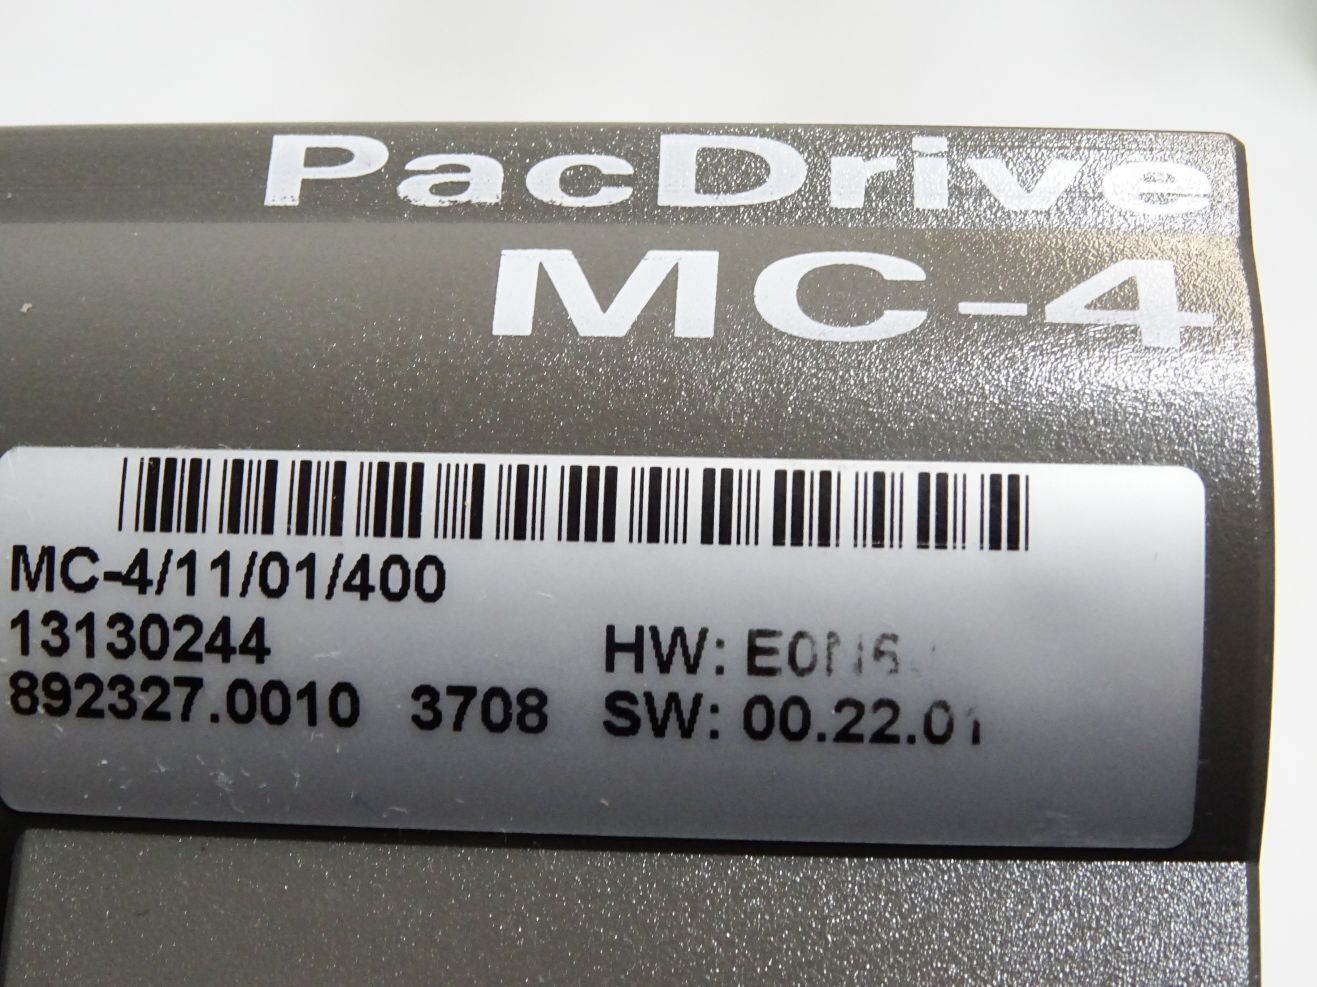 PacDrive
MC-4
MC-4/11/01/400
13130244 HW:
892327.0010 3708 SW: 00.22.01